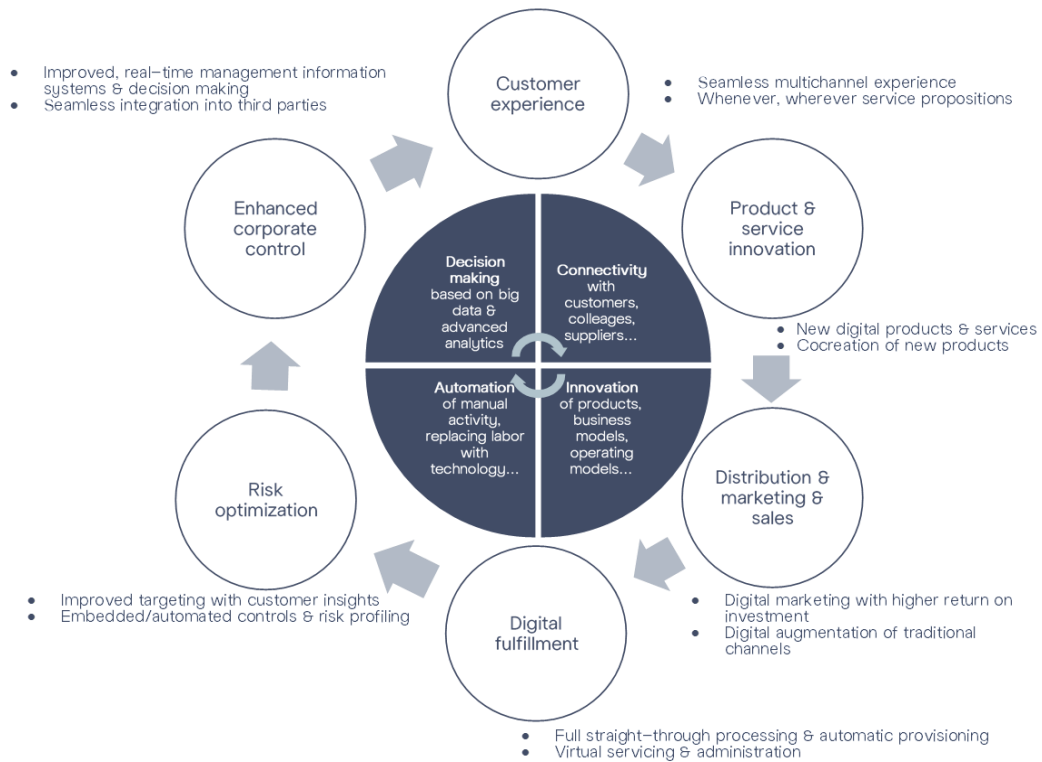 Customer
experience
● Seamless multichannel experience
● Whenever, wherever service propositions
Product &
service
innovation
● New digital products & services
● Cocreation of new products
Distribution &
marketing &
sales
● Digital marketing with higher return on
investment
● Digital augmentation of traditional
channels
Digital
fulfillment
● Full straight-through processing & automatic provisioning
● Virtual servicing & administration
Risk
optimization
● Improved targeting with customer insights
● Embedded/automated controls & risk profiling
Enhanced
corporate
control
● Improved, real-time management information
systems & decision making
● Seamless integration into third parties
Decision
making
based on big
data &
advanced
analytics
Connectivity
with
customers,
colleages,
suppliers...
Automation
of manual
activity,
replacing labor
with
technology...
Innovation
of products,
business
models,
operating
models...